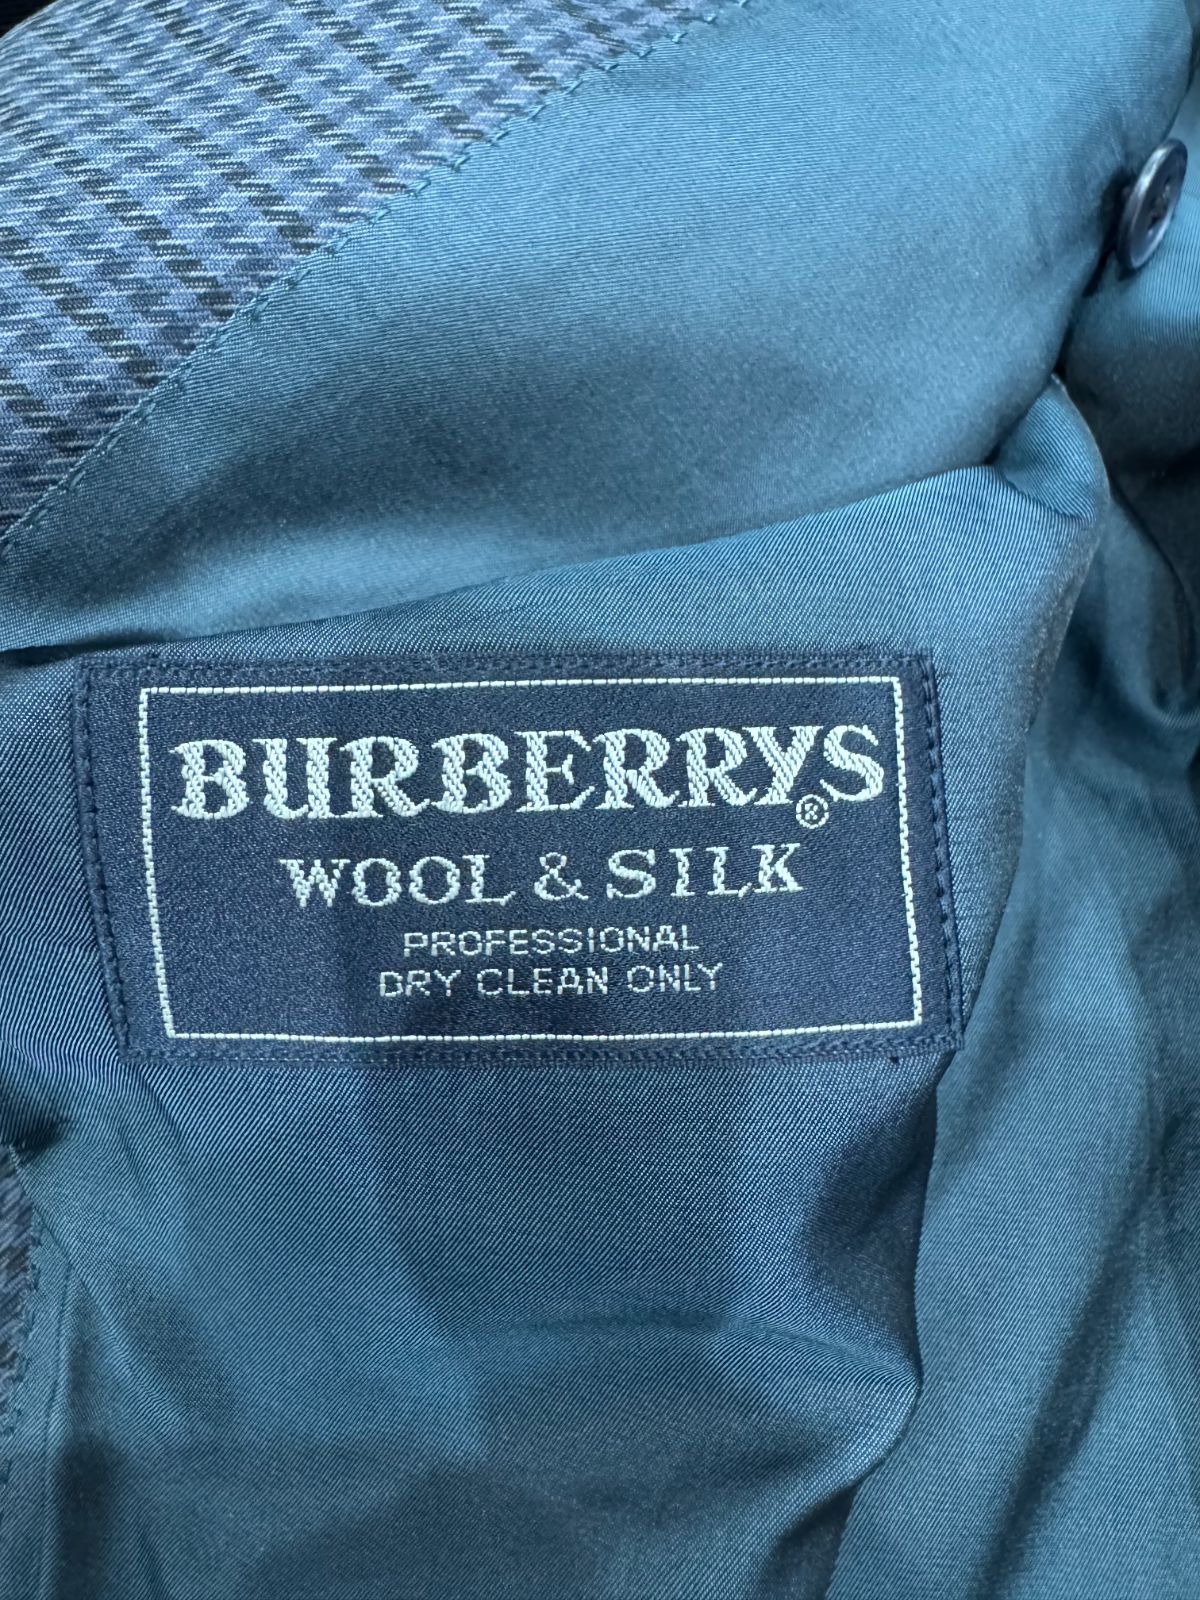 BURBERRYS®
WOOL & SILK
PROFESSIONAL
DRY CLEAN ONLY